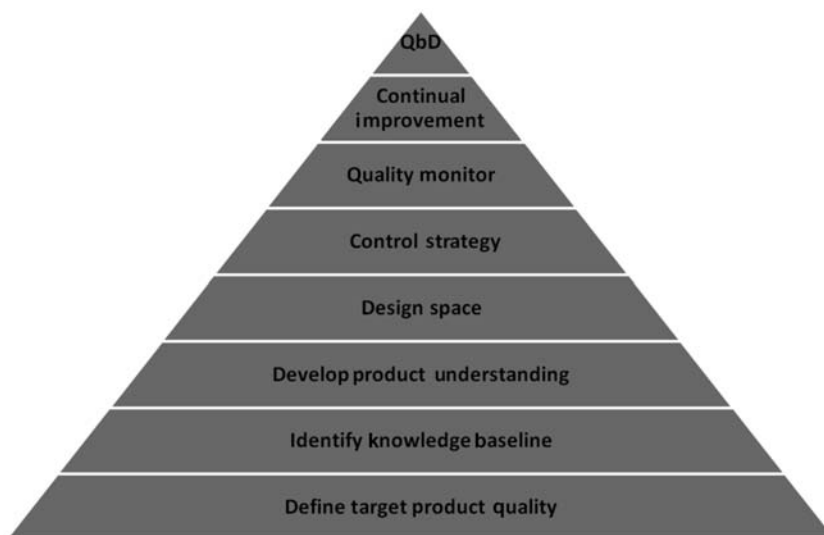 QbD
Continual
improvement
Quality monitor
Control strategy
Design space
Develop product understanding
Identify knowledge baseline
Define target product quality